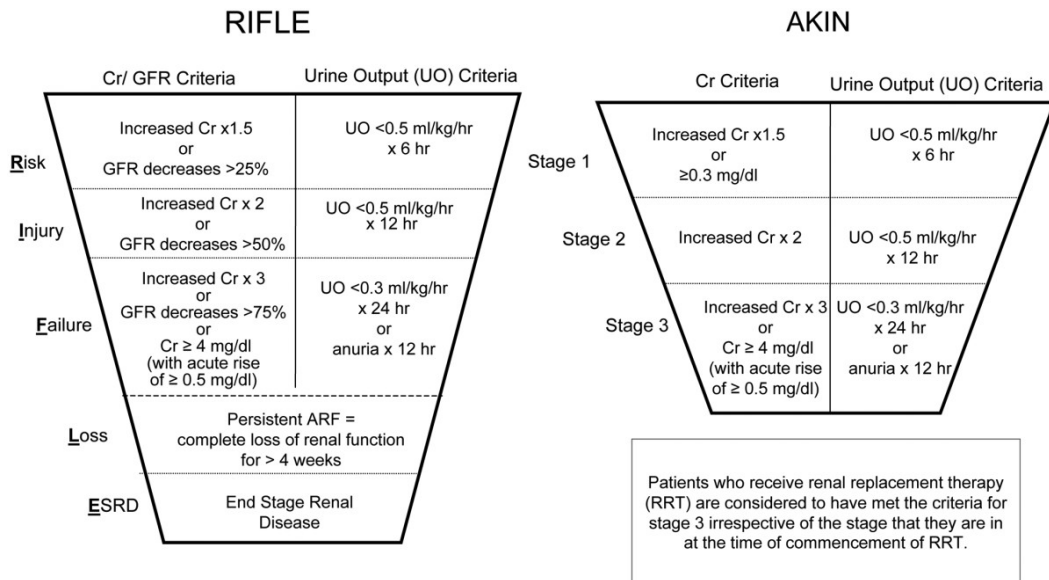 RIFLE
Cr/ GFR Criteria
Urine Output (UO) Criteria
Risk
Increased Cr x1.5
or
GFR decreases >25%
UO <0.5 ml/kg/hr
x 6 hr
Injury
Increased Cr x 2
or
GFR decreases >50%
UO <0.5 ml/kg/hr
x 12 hr
Failure
Increased Cr x 3
or
GFR decreases >75%
or
Cr ≥ 4 mg/dl
(with acute rise
of ≥ 0.5 mg/dl)
UO <0.3 ml/kg/hr
x 24 hr
or
anuria x 12 hr
Loss
Persistent ARF =
complete loss of renal function
for > 4 weeks
ESRD
End Stage Renal
Disease
AKIN
Cr Criteria
Urine Output (UO) Criteria
Stage 1
Increased Cr x1.5
or
≥0.3 mg/dl
UO <0.5 ml/kg/hr
x 6 hr
Stage 2
Increased Cr x 2
UO <0.5 ml/kg/hr
x 12 hr
Stage 3
Increased Cr x 3
or
Cr ≥ 4 mg/dl
(with acute rise
of ≥ 0.5 mg/dl)
UO <0.3 ml/kg/hr
x 24 hr
or
anuria x 12 hr
Patients who receive renal replacement therapy
(RRT) are considered to have met the criteria for
stage 3 irrespective of the stage that they are in
at the time of commencement of RRT.